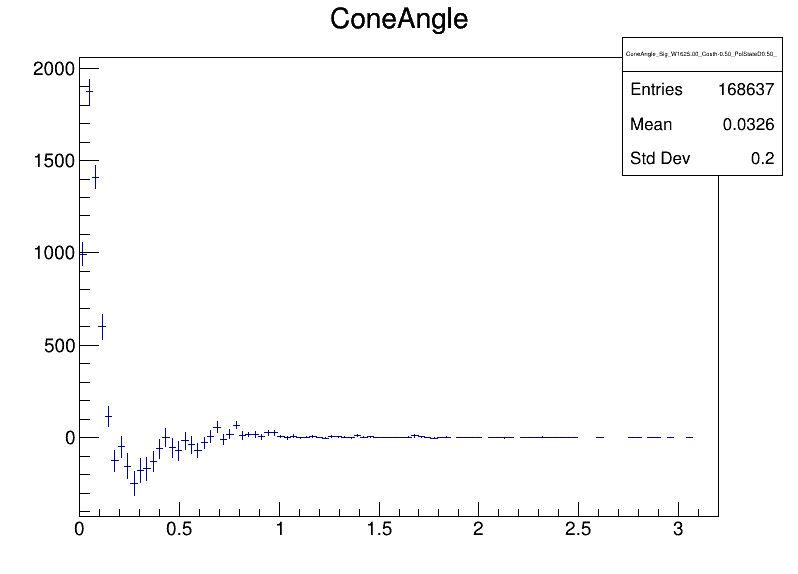 ConeAngle
ConeAngle_Sig_W1625.00_Costh-0.50_PolStateD0.50_
Entries 168637
Mean 0.0326
Std Dev 0.2
2000
1500
1000
500
0
0 0.5 1 1.5 2 2.5 3